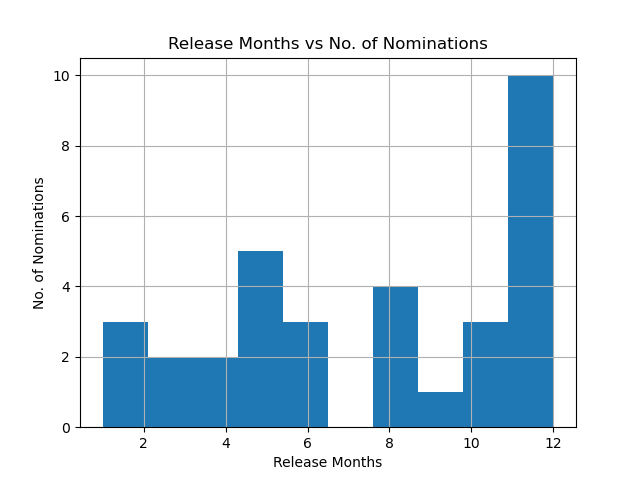 Release Months vs No. of Nominations
10
8
6
4
2
0
No. of Nominations
2 4 6 8 10 12
Release Months